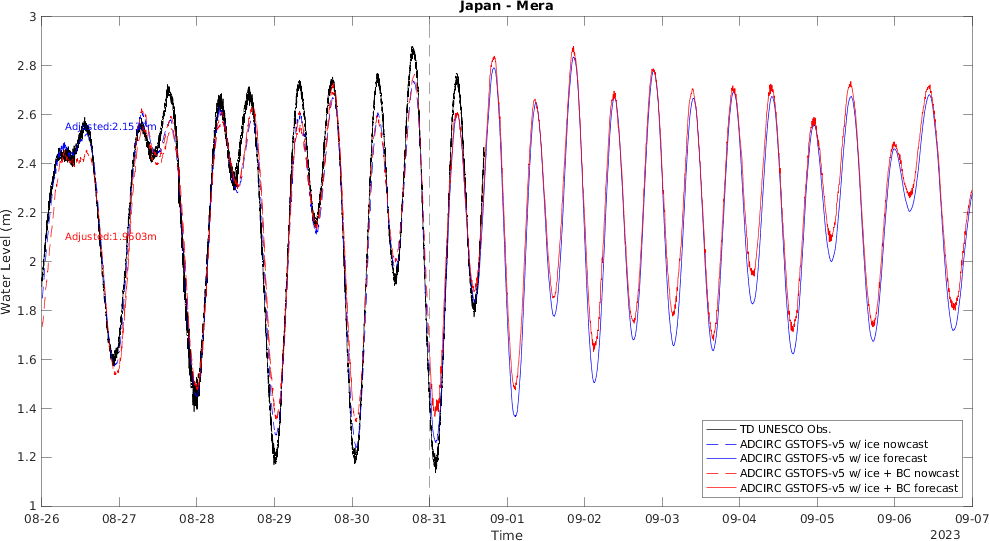 Japan - Mera
Water Level (m)
3
2.8
2.6
2.4
2.2
2
1.8
1.6
1.4
1.2
1
Adjusted:1.9603m
TD UNESCO Obs.
ADCIRC GSTOFS-v5 w/ ice nowcast
ADCIRC GSTOFS-v5 w/ ice forecast
ADCIRC GSTOFS-v5 w/ ice + BC nowcast
ADCIRC GSTOFS-v5 w/ ice + BC forecast
08-26 08-27 08-28 08-29 08-30 08-31 09-01 09-02 09-03 09-04 09-05 09-06 09-07
Time
2023